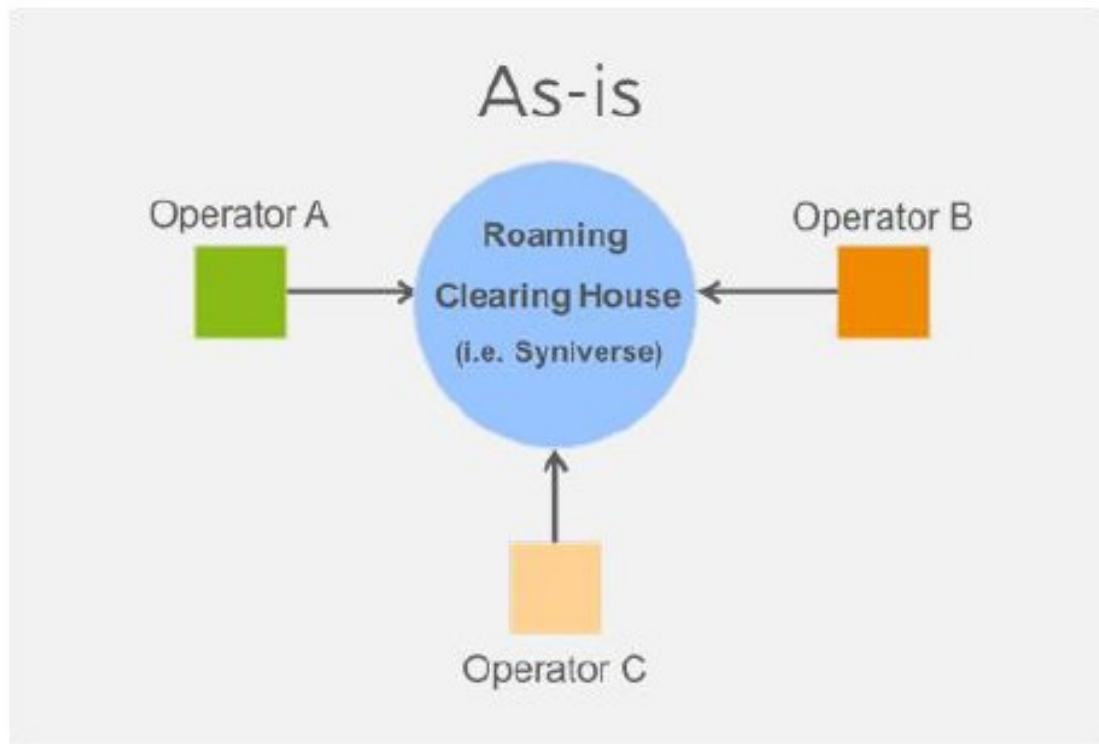 As-is
Operator A
Operator B
Roaming
Clearing House
(i.e. Syniverse)
Operator C